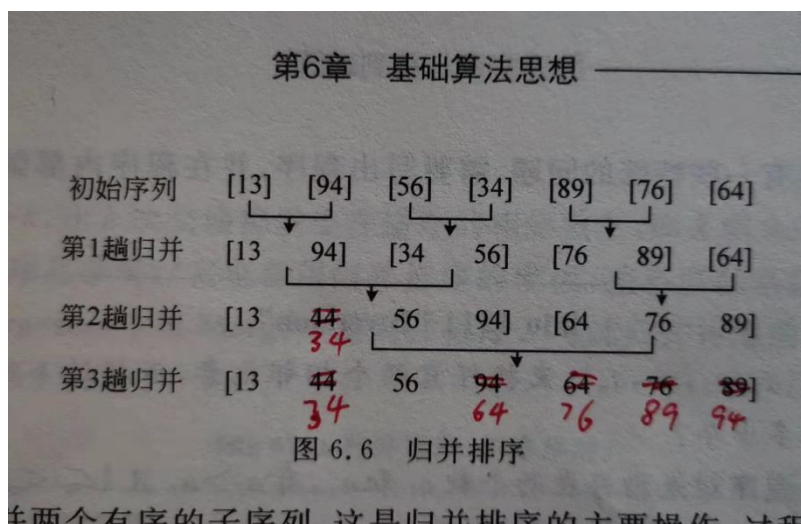 第6章 基础算法思想
初始序列 [13] [94] [56] [34] [89] [76] [64]
第1趟归并 [13 94] [34 56] [76 89] [64]
第2趟归并 [13 44 56 94] [64 76 89]
34
第3趟归并 [13 44 56 94 64 76 89]
34 64 76 89 94
图 6.6 归并排序
并两个有序的子序列,这是归并排序的主要操作